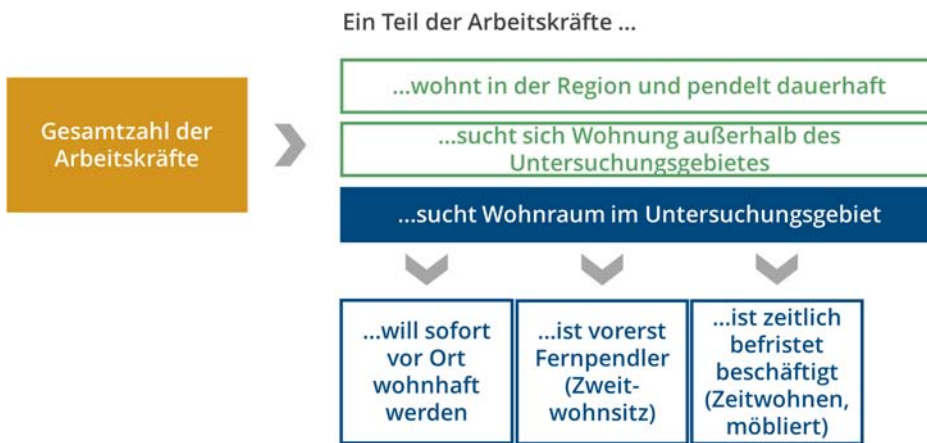 Ein Teil der Arbeitskräfte ...
Gesamtzahl der
Arbeitskräfte
...wohnt in der Region und pendelt dauerhaft
...sucht sich Wohnung außerhalb des
Untersuchungsgebietes
...sucht Wohnraum im Untersuchungsgebiet
...will sofort
vor Ort
wohnhaft
werden
...ist vorerst
Fernpendler
(Zweit-
wohnsitz)
...ist zeitlich
befristet
beschäftigt
(Zeitwohnen,
möbliert)